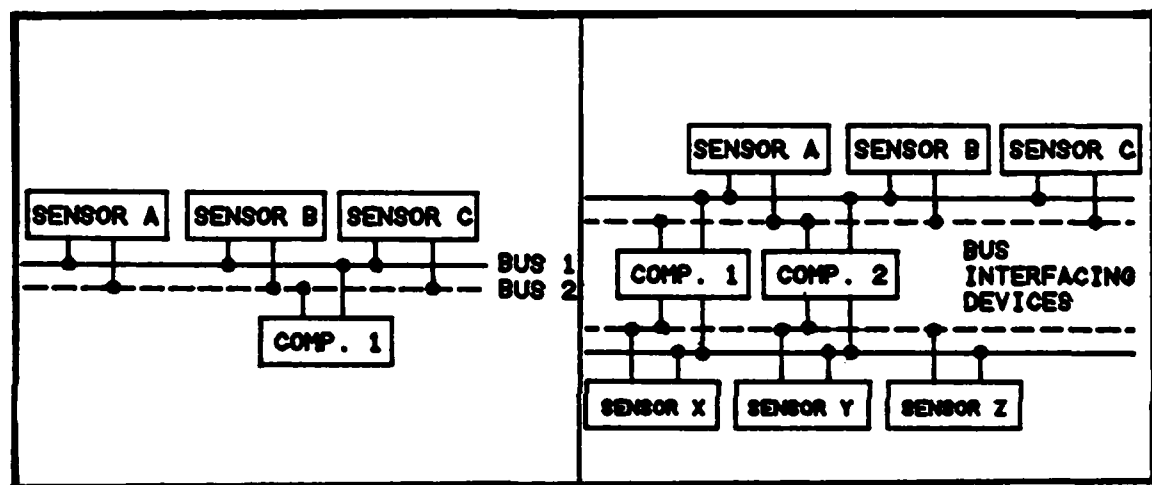 SENSOR A
SENSOR B
SENSOR C
BUS 1
BUS 2
COMP. 1
SENSOR A
SENSOR B
SENSOR C
COMP. 1
COMP. 2
BUS
INTERFACING
DEVICES
SENSOR X
SENSOR Y
SENSOR Z